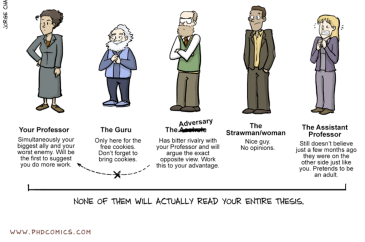 JORGE CHA
Your Professor
Simultaneously your
biggest ally and your
worst enemy. Will be
the first to suggest
you do more work.
The Guru
Only here for the
free cookies.
Don't forget to
bring cookies.
Adversary
The
Has bitter rivalry with
your Professor and will
argue the exact
opposite view. Work
this to your advantage.
The
Strawman/woman
Nice guy.
No opinions.
The Assistant
Professor
Still doesn't believe
just a few months ago
they were on the
other side just like
you. Pretends to be
an adult.
NONE OF THEM WILL ACTUALLY READ YOUR ENTIRE THESIS.
WWW.PHDCOMICS.COM